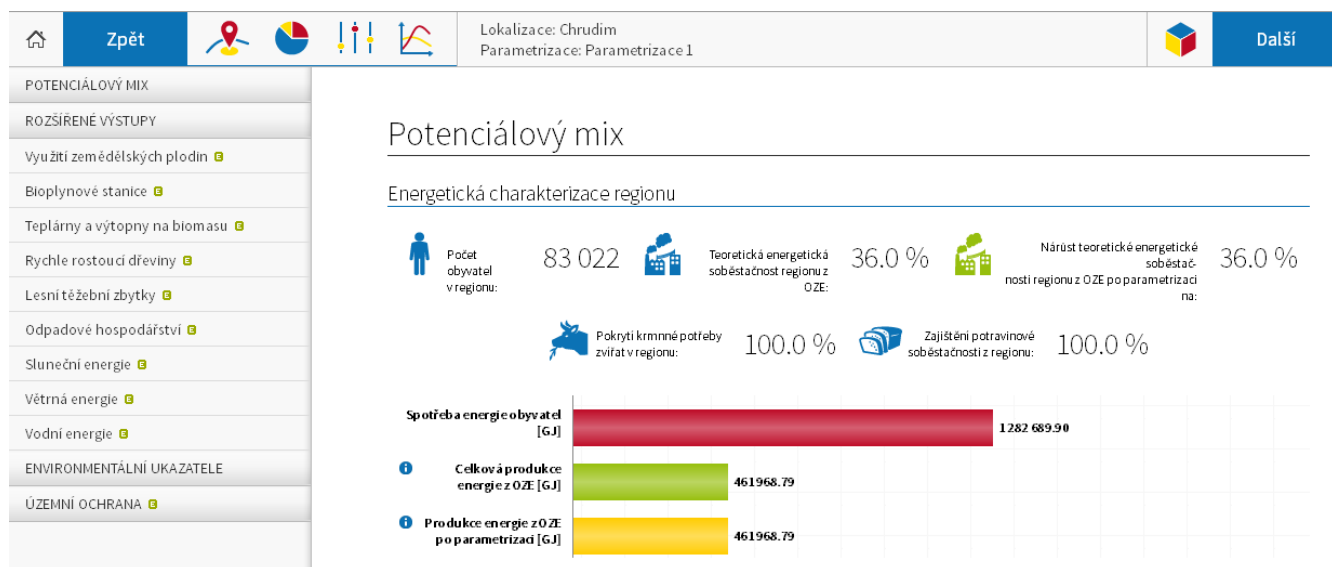 Zpět
Lokalizace: Chrudim
Parametrizace: Parametrizace 1
Další
POTENCIÁLOVÝ MIX
ROZŠÍŘENÉ VÝSTUPY
Využití zemědělských plodin E
Bioplynové stanice E
Teplárny a výtopny na biomasu E
Rychle rostoucí dřeviny E
Lesní těžební zbytky E
Odpadové hospodářství E
Sluneční energie E
Větrná energie E
Vodní energie E
ENVIRONMENTÁLNÍ UKAZATELE
ÚZEMNÍ OCHRANA E
Potenciálový mix
Energetická charakterizace regionu
Počet
obyvatel
v regionu:
83 022
Teoretická energetická
soběstačnost regionu z
OZE:
36.0 %
Nárůst teoretické energetické
soběstač-
nosti regionu z OZE po parametrizaci
na:
36.0 %
Pokrytí krmnné potřeby
zvířat v regionu:
100.0 %
Zajištění potravinové
soběstačnosti z regionu:
100.0 %
Spotřeba energie obyvatel
[GJ]
1 282 689.90
Celková produkce
energie z OZE [GJ]
461 968.79
Produkce energie z OZE
po parametrizaci [GJ]
461 968.79